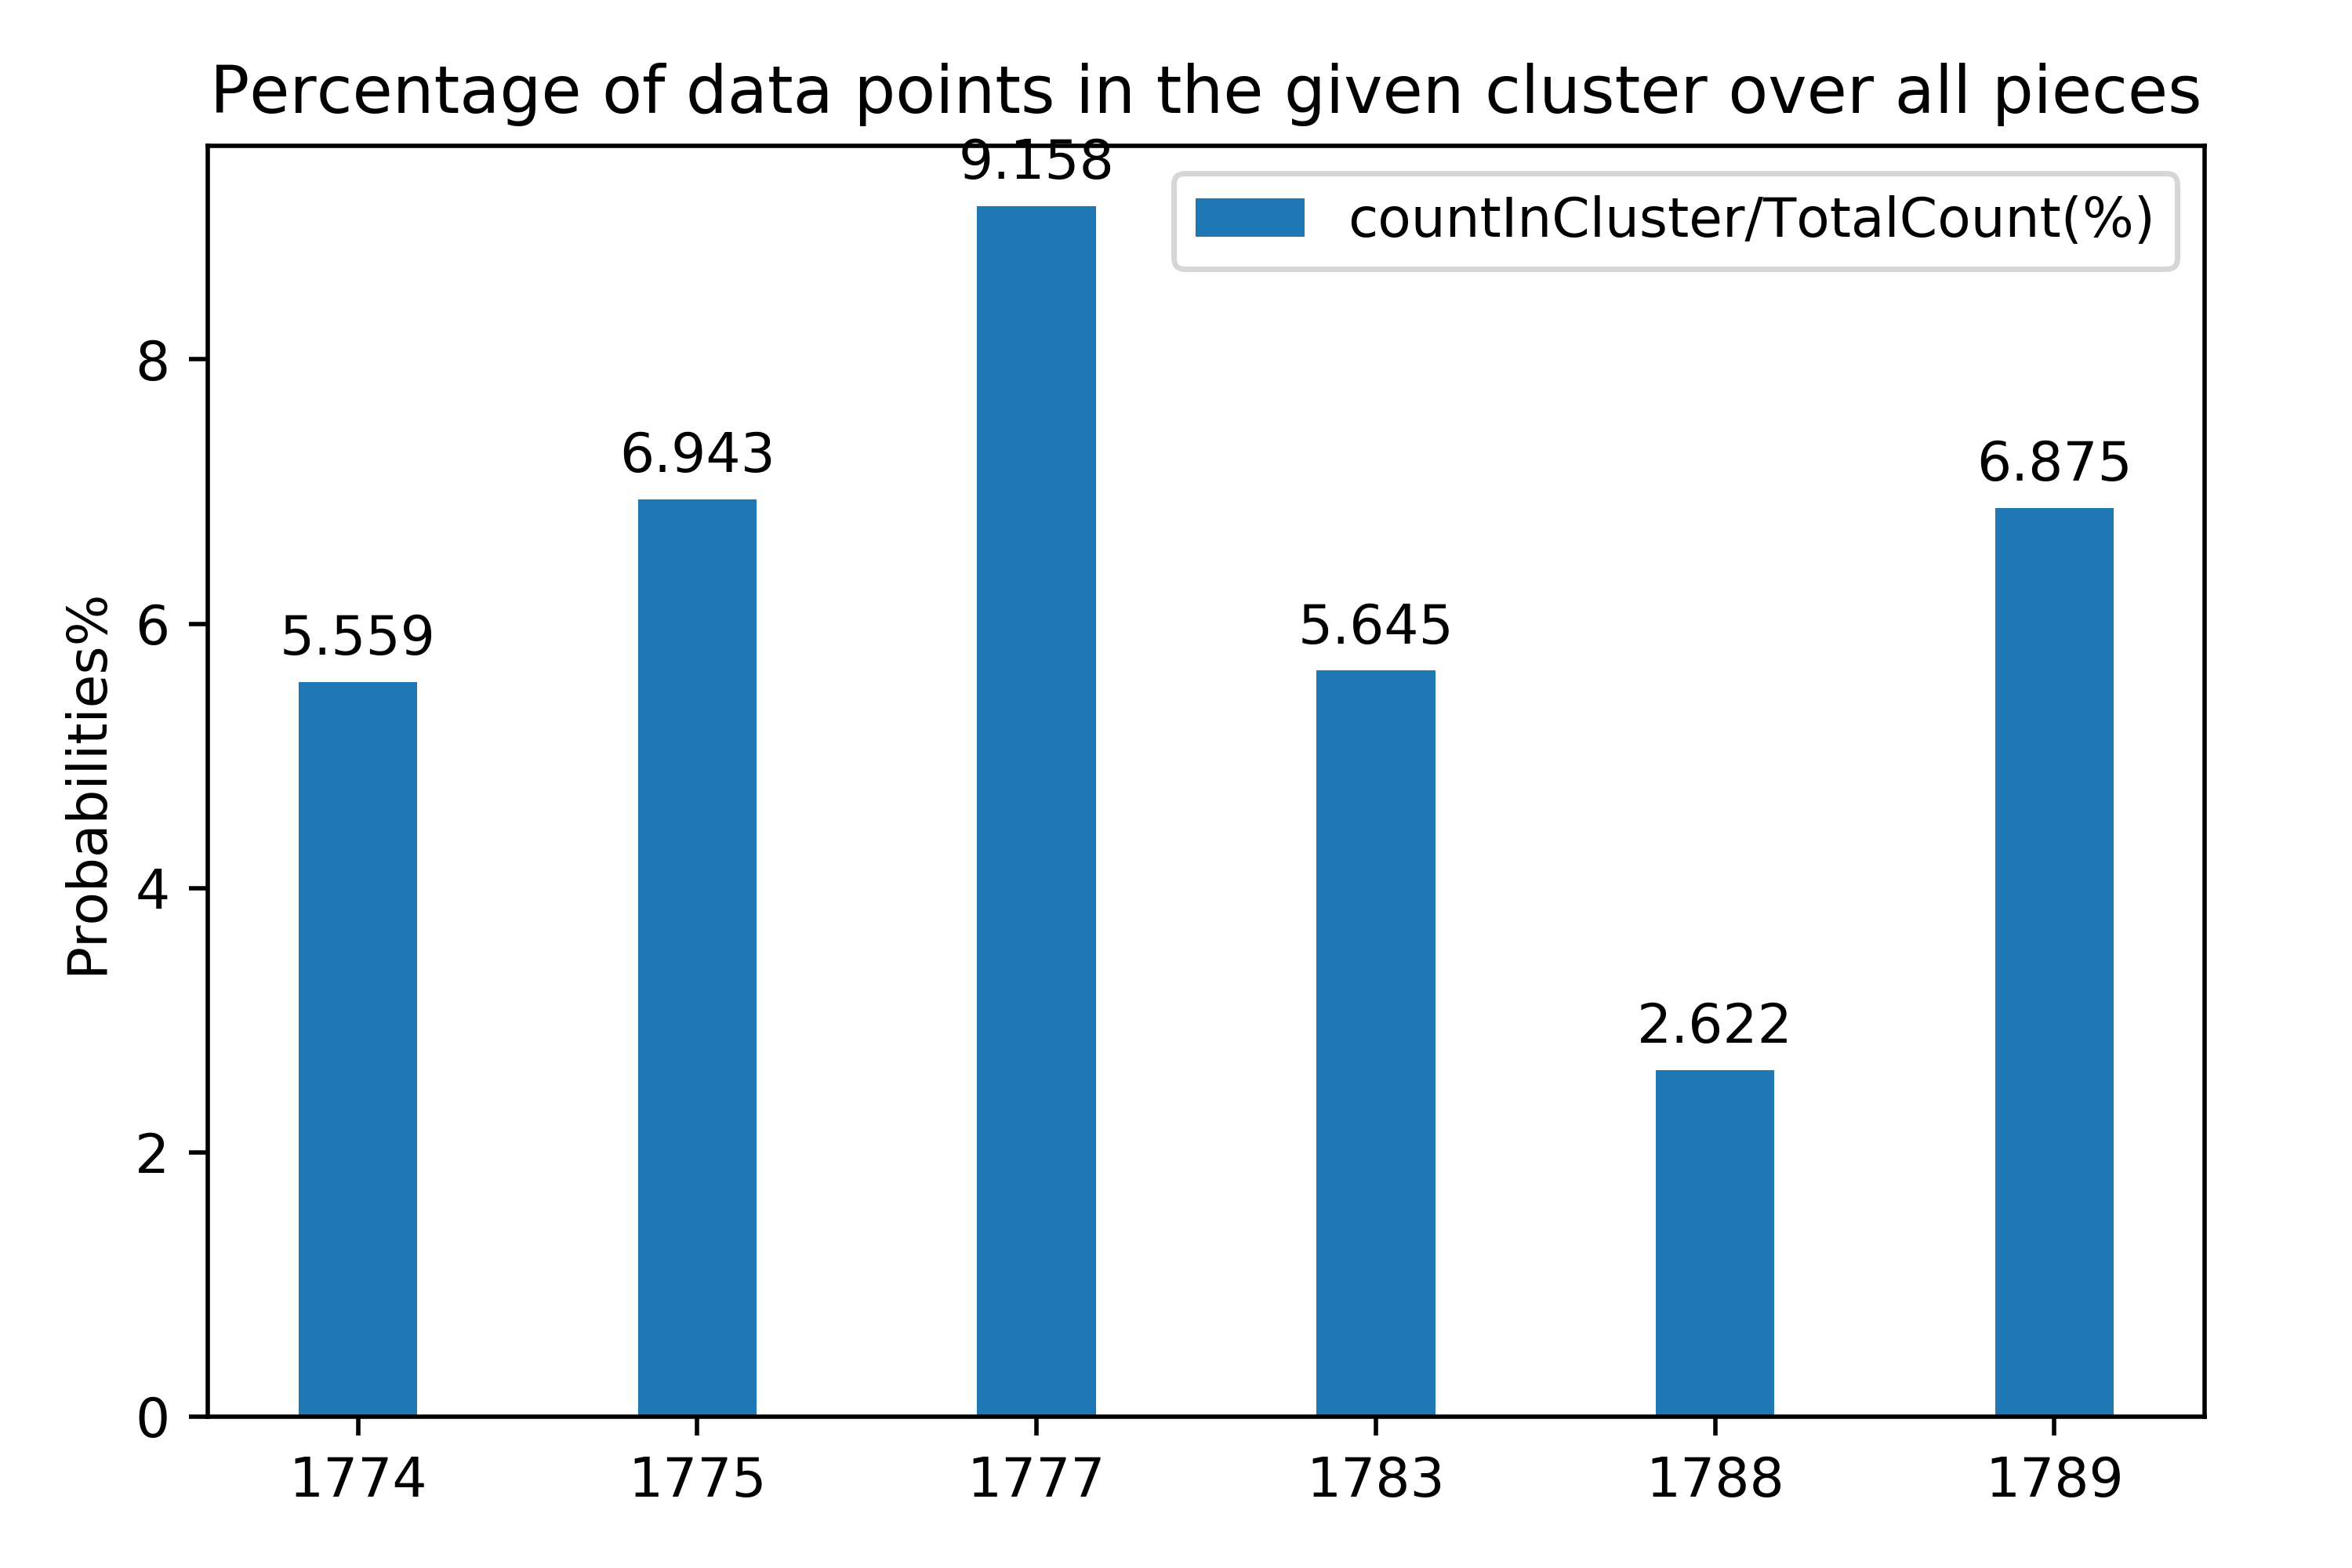 Percentage of data points in the given cluster over all pieces
9.158
countInCluster/TotalCount(%)
8
6.943
6.875
6
5.559
5.645
Probabilities%
4
2.622
2
0
1774 1775 1777 1783 1788 1789